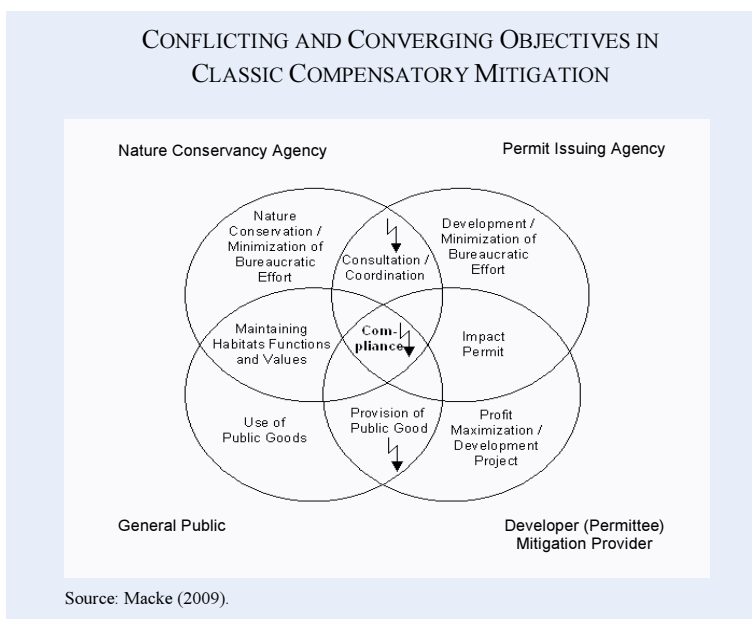 CONFLICTING AND CONVERGING OBJECTIVES IN
CLASSIC COMPENSATORY MITIGATION
Nature Conservancy Agency
Permit Issuing Agency
Nature
Conservation /
Minimization of
Bureaucratic
Effort
Consultation /
Coordination
Development /
Minimization of
Bureaucratic
Effort
Maintaining
Habitats Functions
and Values
Com-
pliance
Impact
Permit
Use of
Public Goods
Provision of
Public Good
Profit
Maximization /
Development
Project
General Public
Developer (Permittee)
Mitigation Provider
Source: Macke (2009).